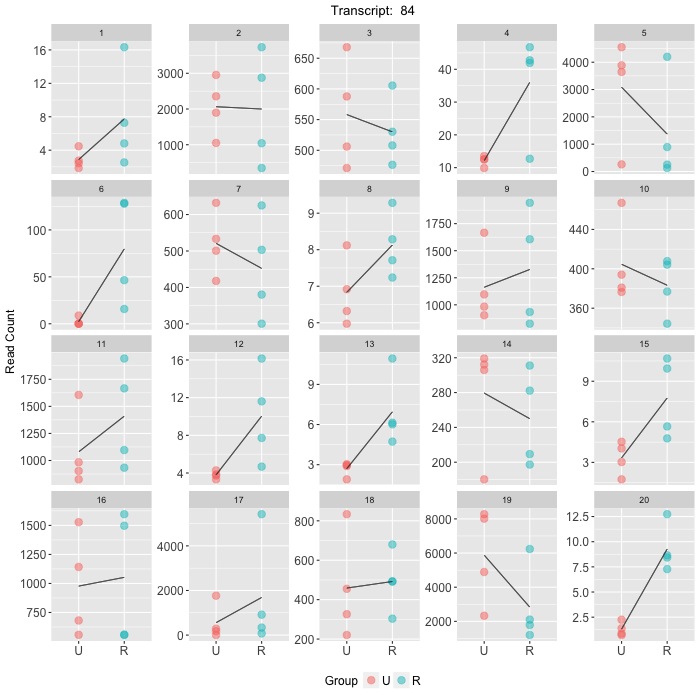 Transcript: 84
1 2 3 4 5
16 12 8 4
3000 2000 1000
650 600 550 500
40 30 20 10
4000 3000 2000 1000 0
6 7 8 9 10
100 50 0
600 500 400 300
9 8 7 6
1750 1500 1250 1000
440 400 360
Read Count
11 12 13 14 15
1750 1500 1250 1000
16 12 8 4
9 6 3
320 280 240 200
9 6 3
16 17 18 19 20
1500 1250 1000 750
4000 2000 0
800 600 400 200
8000 6000 4000 2000
12.5 10.0 7.5 5.0 2.5
U R U R U R U R U R
Group U R